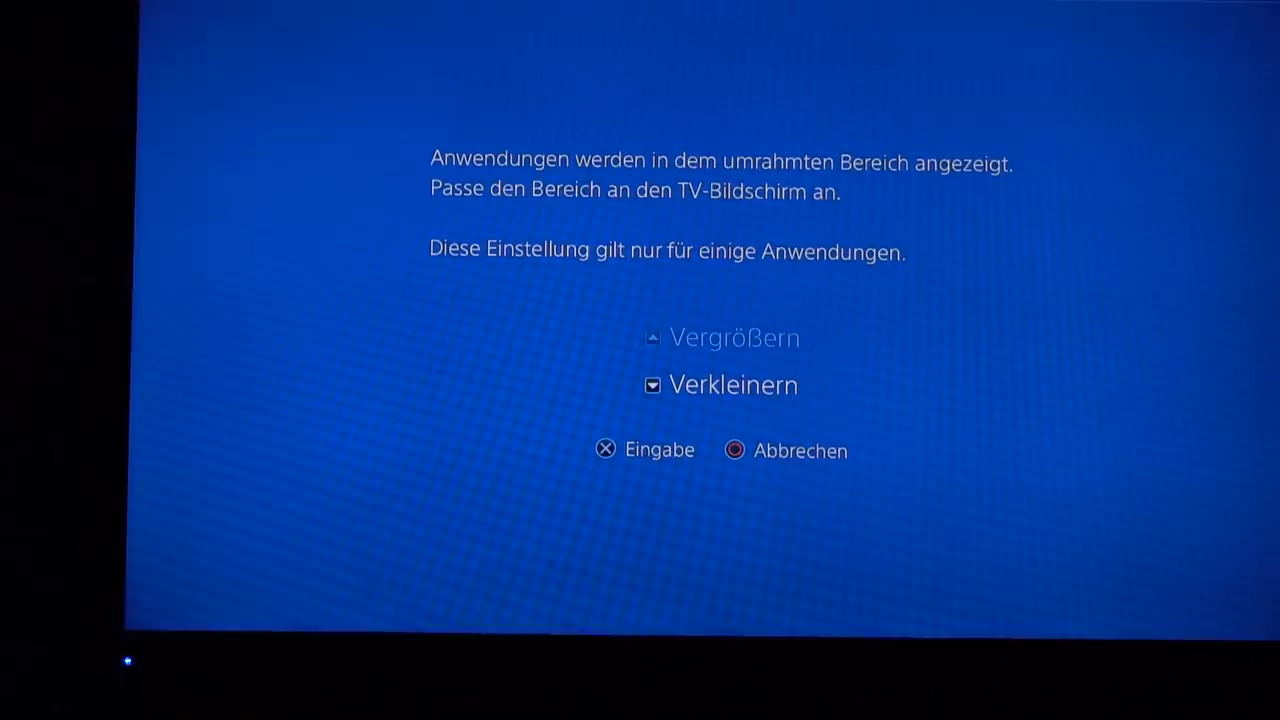 Anwendungen werden in dem umrahmten Bereich angezeigt.
Passe den Bereich an den TV-Bildschirm an.
Diese Einstellung gilt nur für einige Anwendungen.
Vergrößern
Verkleinern
Eingabe Abbrechen